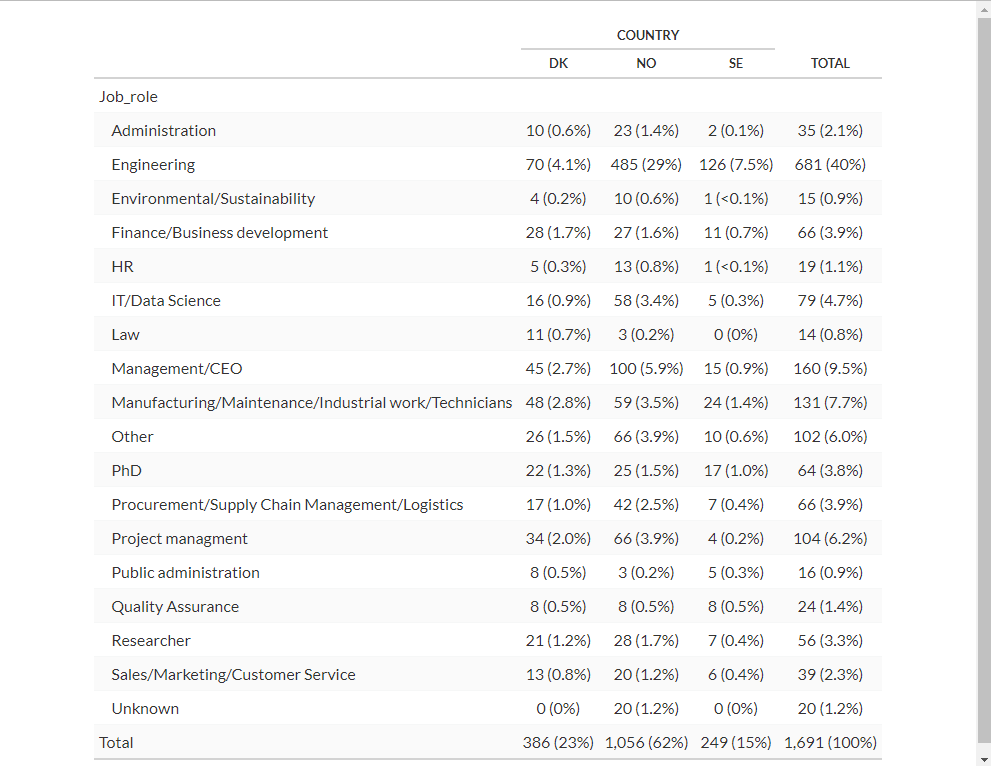 COUNTRY
DK NO SE TOTAL
Job_role
Administration 10 (0.6%) 23 (1.4%) 2 (0.1%) 35 (2.1%)
Engineering 70 (4.1%) 485 (29%) 126 (7.5%) 681 (40%)
Environmental/Sustainability 4 (0.2%) 10 (0.6%) 1 (<0.1%) 15 (0.9%)
Finance/Business development 28 (1.7%) 27 (1.6%) 11 (0.7%) 66 (3.9%)
HR 5 (0.3%) 13 (0.8%) 1 (<0.1%) 19 (1.1%)
IT/Data Science 16 (0.9%) 58 (3.4%) 5 (0.3%) 79 (4.7%)
Law 11 (0.7%) 3 (0.2%) 0 (0%) 14 (0.8%)
Management/CEO 45 (2.7%) 100 (5.9%) 15 (0.9%) 160 (9.5%)
Manufacturing/Maintenance/Industrial work/Technicians 48 (2.8%) 59 (3.5%) 24 (1.4%) 131 (7.7%)
Other 26 (1.5%) 66 (3.9%) 10 (0.6%) 102 (6.0%)
PhD 22 (1.3%) 25 (1.5%) 17 (1.0%) 64 (3.8%)
Procurement/Supply Chain Management/Logistics 17 (1.0%) 42 (2.5%) 7 (0.4%) 66 (3.9%)
Project managment 34 (2.0%) 66 (3.9%) 4 (0.2%) 104 (6.2%)
Public administration 8 (0.5%) 3 (0.2%) 5 (0.3%) 16 (0.9%)
Quality Assurance 8 (0.5%) 8 (0.5%) 8 (0.5%) 24 (1.4%)
Researcher 21 (1.2%) 28 (1.7%) 7 (0.4%) 56 (3.3%)
Sales/Marketing/Customer Service 13 (0.8%) 20 (1.2%) 6 (0.4%) 39 (2.3%)
Unknown 0 (0%) 20 (1.2%) 0 (0%) 20 (1.2%)
Total 386 (23%) 1,056 (62%) 249 (15%) 1,691 (100%)